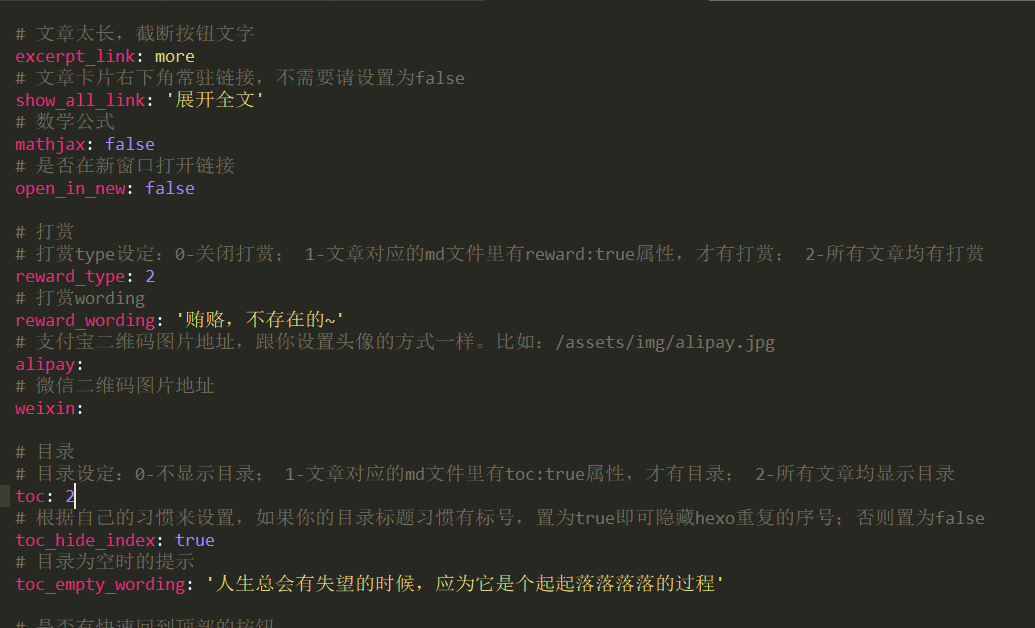 # 文章太长，截断按钮文字
excerpt_link: more
# 文章卡片右下角常驻链接，不需要请设置为false
show_all_link: '展开全文'
# 数学公式
mathjax: false
# 是否在新窗口打开链接
open_in_new: false
# 打赏
# 打赏type设定：0-关闭打赏； 1-文章对应的md文件里有reward:true属性，才有打赏； 2-所有文章均有打赏
reward_type: 2
# 打赏wording
reward_wording: '贿赂，不存在的~'
# 支付宝二维码图片地址，跟你设置头像的方式一样。比如：/assets/img/alipay.jpg
alipay:
# 微信二维码图片地址
weixin:
# 目录
# 目录设定：0-不显示目录； 1-文章对应的md文件里有toc:true属性，才有目录； 2-所有文章均显示目录
toc: 2
# 根据自己的习惯来设置，如果你的目录标题习惯有标号，置为true即可隐藏hexo重复的序号；否则置为false
toc_hide_index: true
# 目录为空时的提示
toc_empty_wording: '人生总会有失望的时候，应为它是个起起落落落落的过程'
# 是否有快速回到顶部的按钮